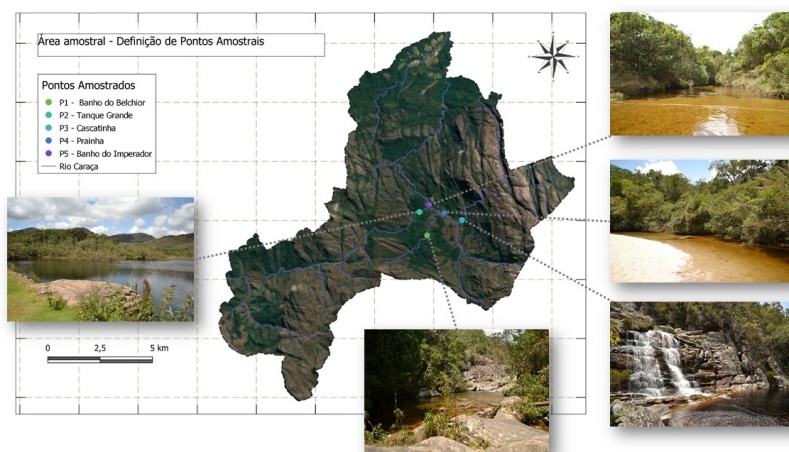 Área amostral - Definição de Pontos Amostrais
Pontos Amostrados
P1 - Banho do Belchior
P2 - Tanque Grande
P3 - Cascatinha
P4 - Prainha
P5 - Banho do Imperador
Rio Caraça
0 2,5 5 km